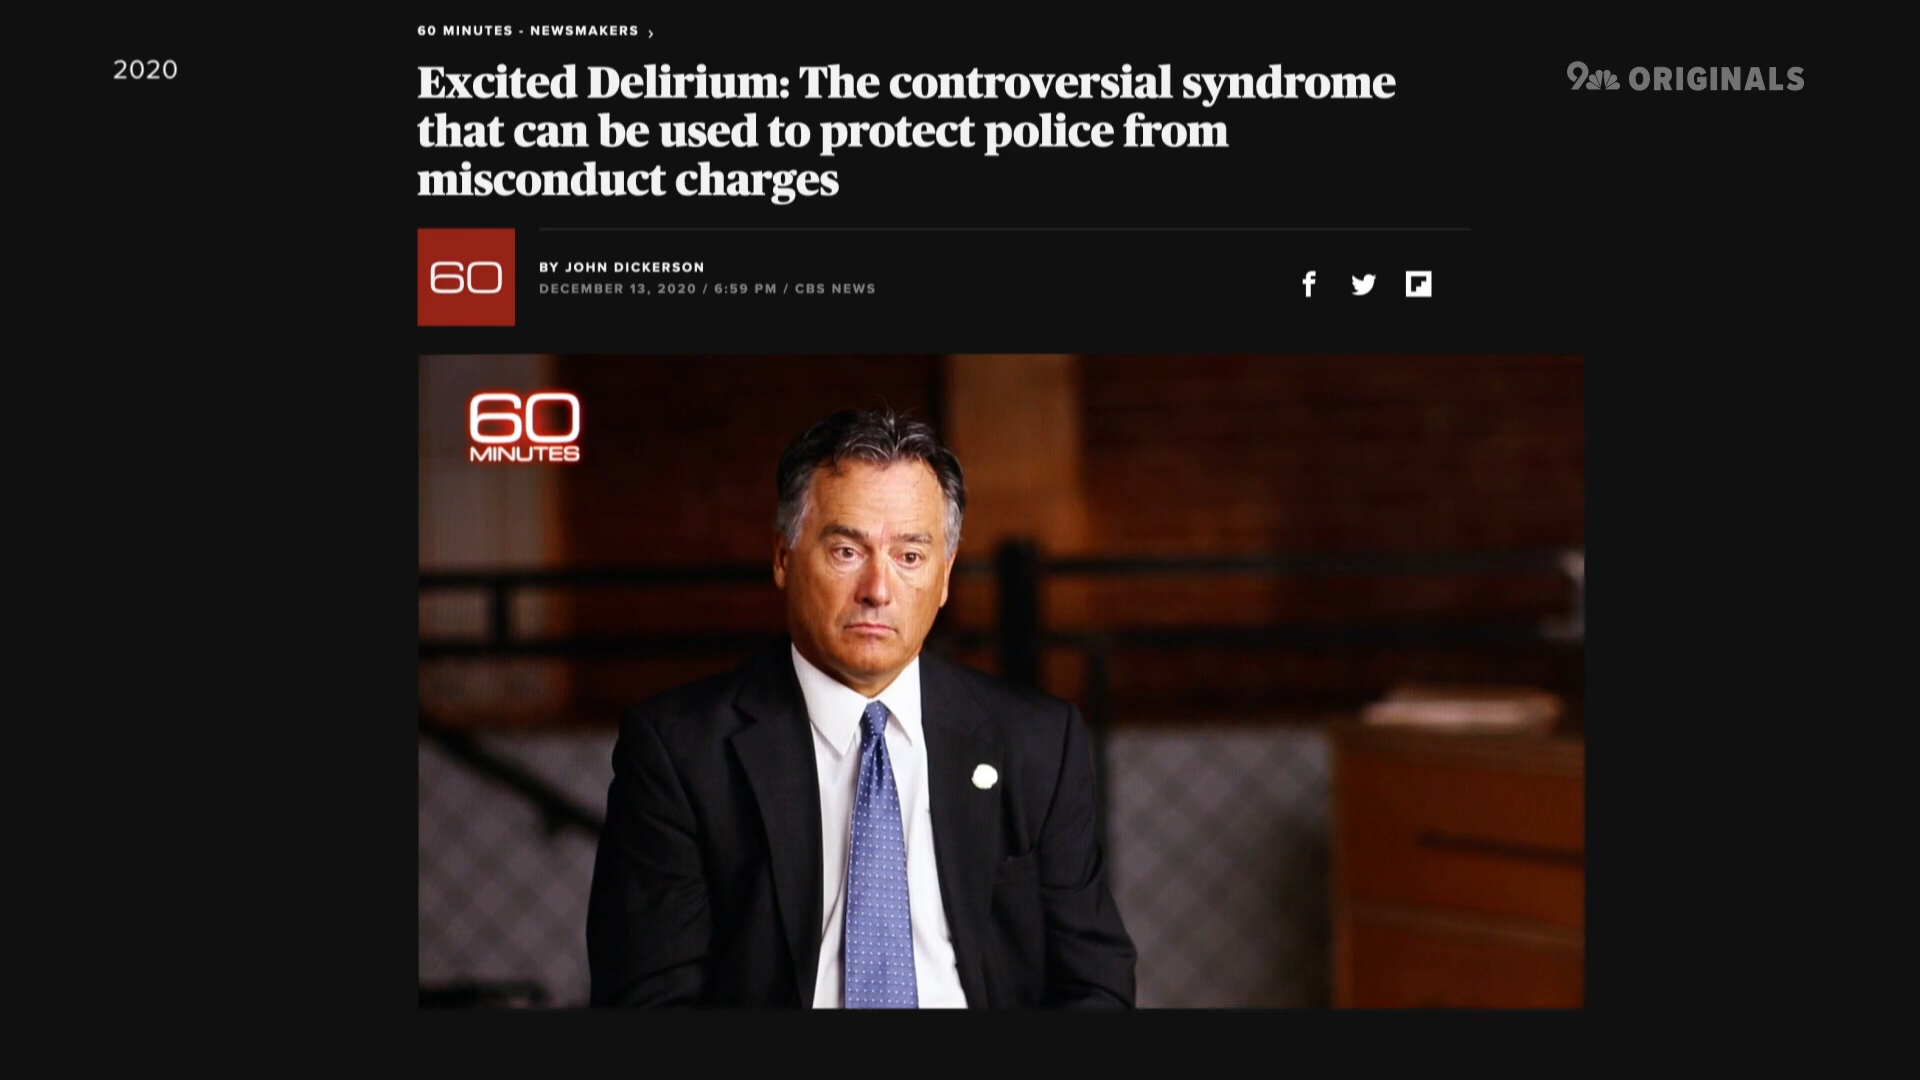 2020
60 MINUTES - NEWSMAKERS ›
Excited Delirium: The controversial syndrome
that can be used to protect police from
misconduct charges
9 ORIGINALS
60
BY JOHN DICKERSON
DECEMBER 13, 2020 / 6:59 PM / CBS NEWS
60
MINUTES